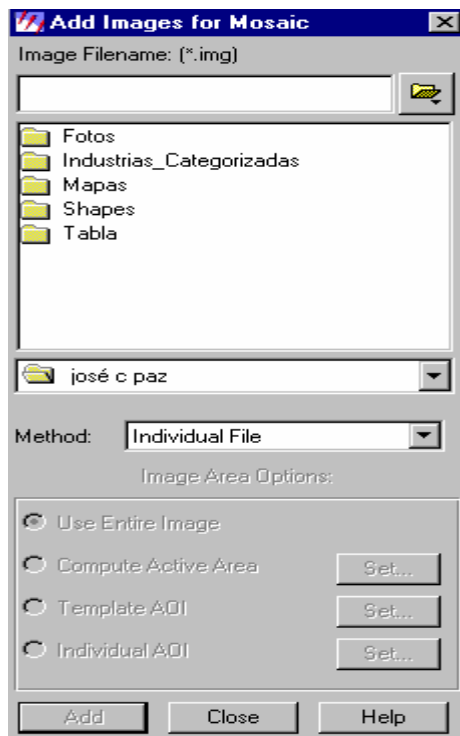 Add Images for Mosaic
Image Filename: (*.img)
Fotos
Industrias_Categorizadas
Mapas
Shapes
Tabla
josé c paz
Method: Individual File
Image Area Options:
Use Entire Image
Compute Active Area Set...
Template AOI Set...
Individual AOI Set...
Add Close Help